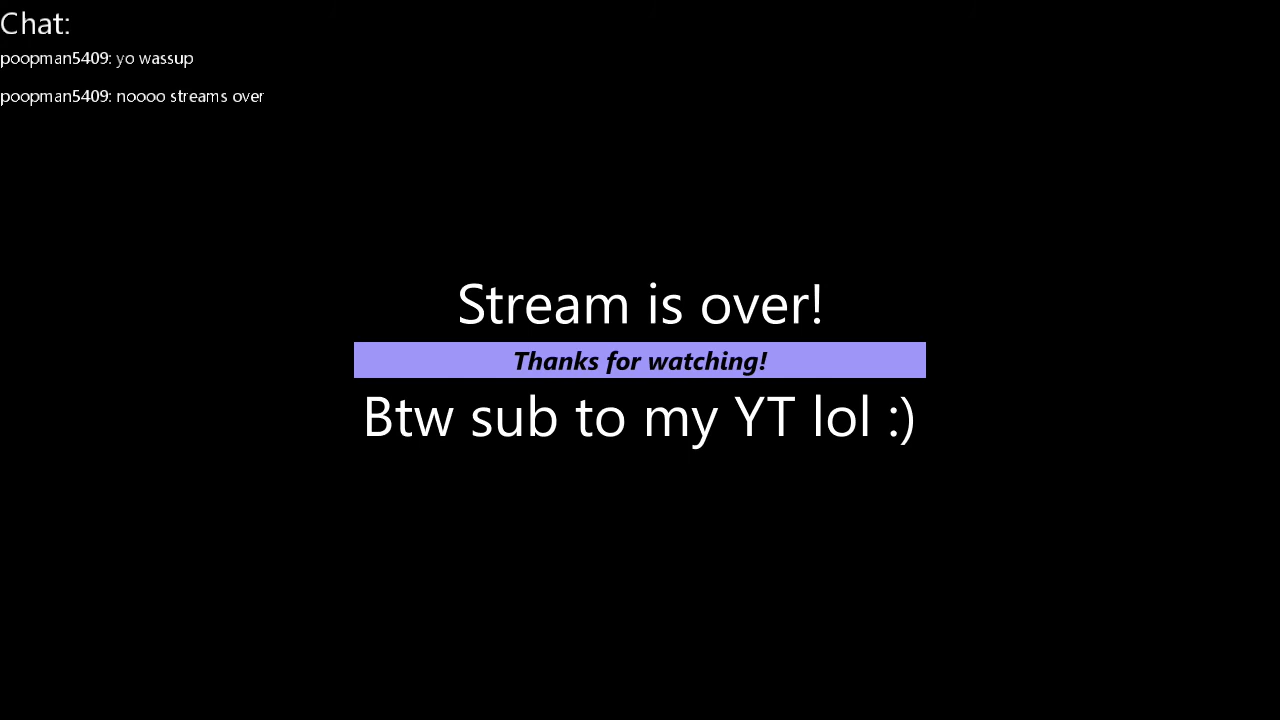 Chat:
poopman5409: yo wassup
poopman5409: noooo streams over
Stream is over!
Thanks for watching!
Btw sub to my YT lol :)